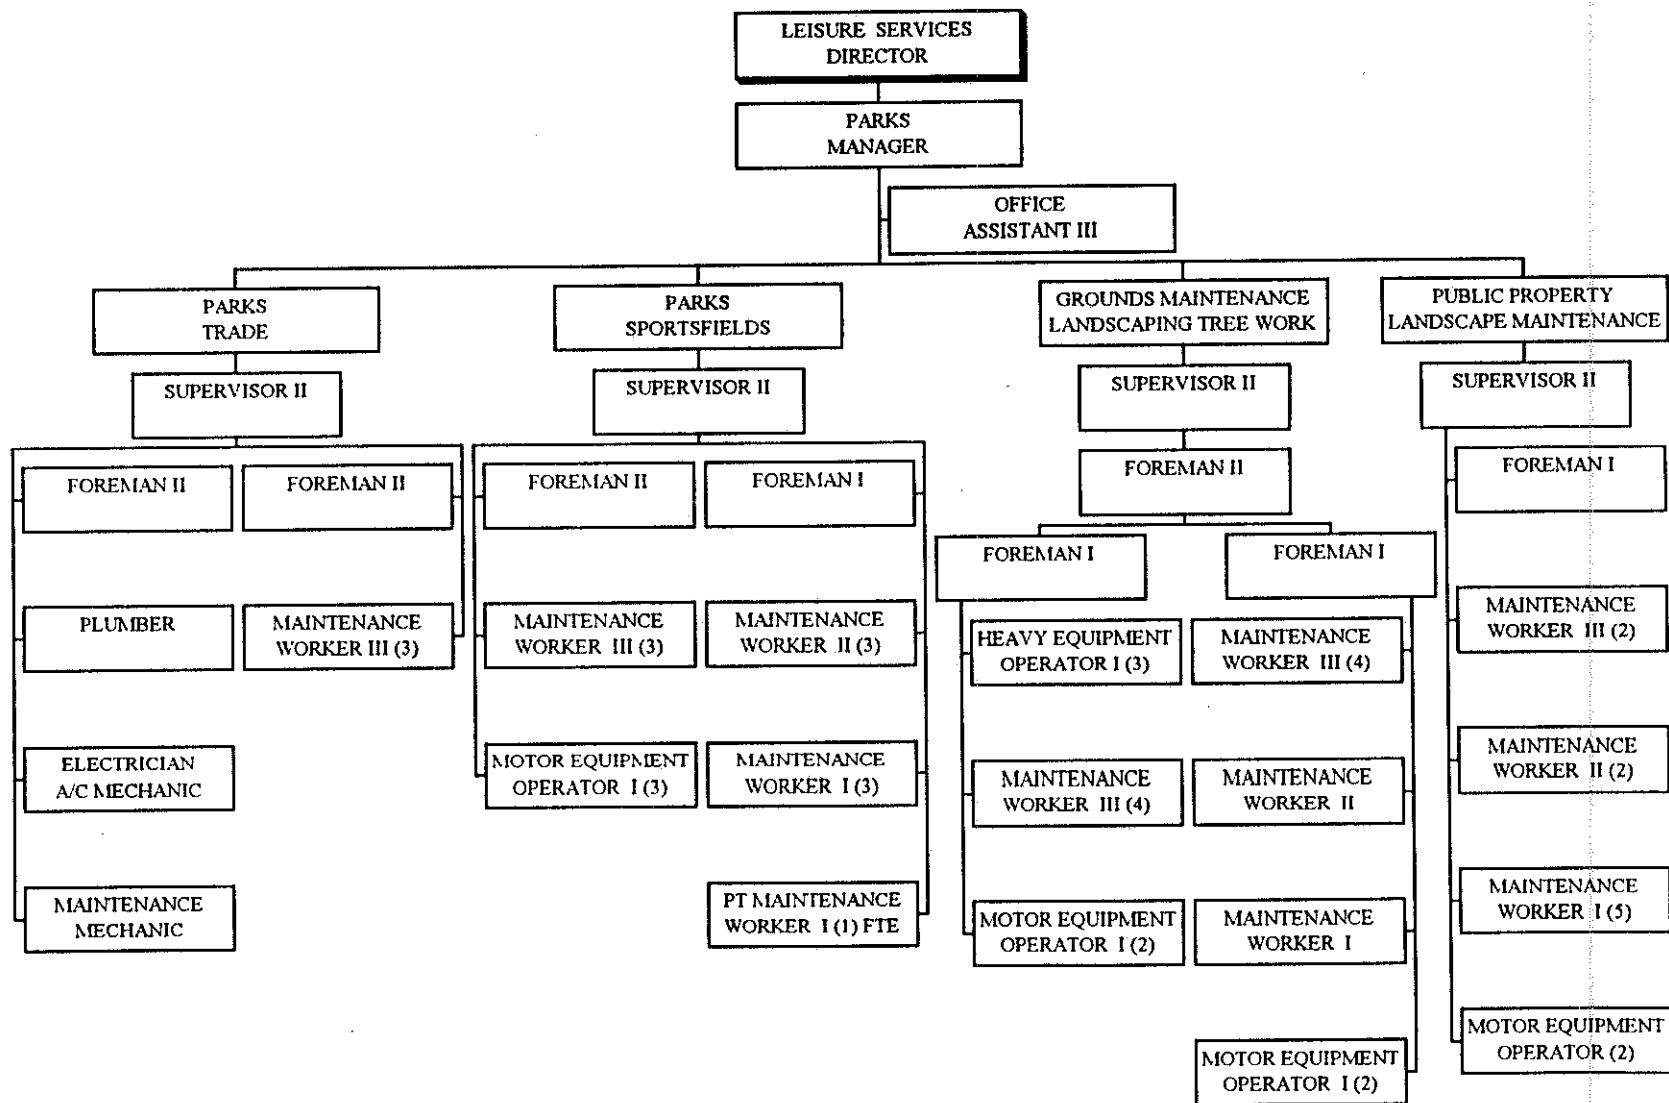 LEISURE SERVICES
DIRECTOR
PARKS
MANAGER
OFFICE
ASSISTANT III
PARKS
TRADE
PARKS
SPORTSFIELDS
GROUNDS MAINTENANCE
LANDSCAPING TREE WORK
PUBLIC PROPERTY
LANDSCAPE MAINTENANCE
SUPERVISOR II
SUPERVISOR II
SUPERVISOR II
SUPERVISOR II
FOREMAN II
FOREMAN II
FOREMAN II
FOREMAN I
FOREMAN II
FOREMAN I
FOREMAN I
FOREMAN I
PLUMBER
MAINTENANCE
WORKER III (3)
MAINTENANCE
WORKER III (3)
MAINTENANCE
WORKER II (3)
HEAVY EQUIPMENT
OPERATOR I (3)
MAINTENANCE
WORKER III (4)
MAINTENANCE
WORKER III (2)
ELECTRICIAN
A/C MECHANIC
MOTOR EQUIPMENT
OPERATOR I (3)
MAINTENANCE
WORKER I (3)
MAINTENANCE
WORKER III (4)
MAINTENANCE
WORKER II
MAINTENANCE
WORKER II (2)
MAINTENANCE
MECHANIC
PT MAINTENANCE
WORKER I (1) FTE
MOTOR EQUIPMENT
OPERATOR I (2)
MAINTENANCE
WORKER I
MAINTENANCE
WORKER I (5)
MOTOR EQUIPMENT
OPERATOR I (2)
MOTOR EQUIPMENT
OPERATOR (2)